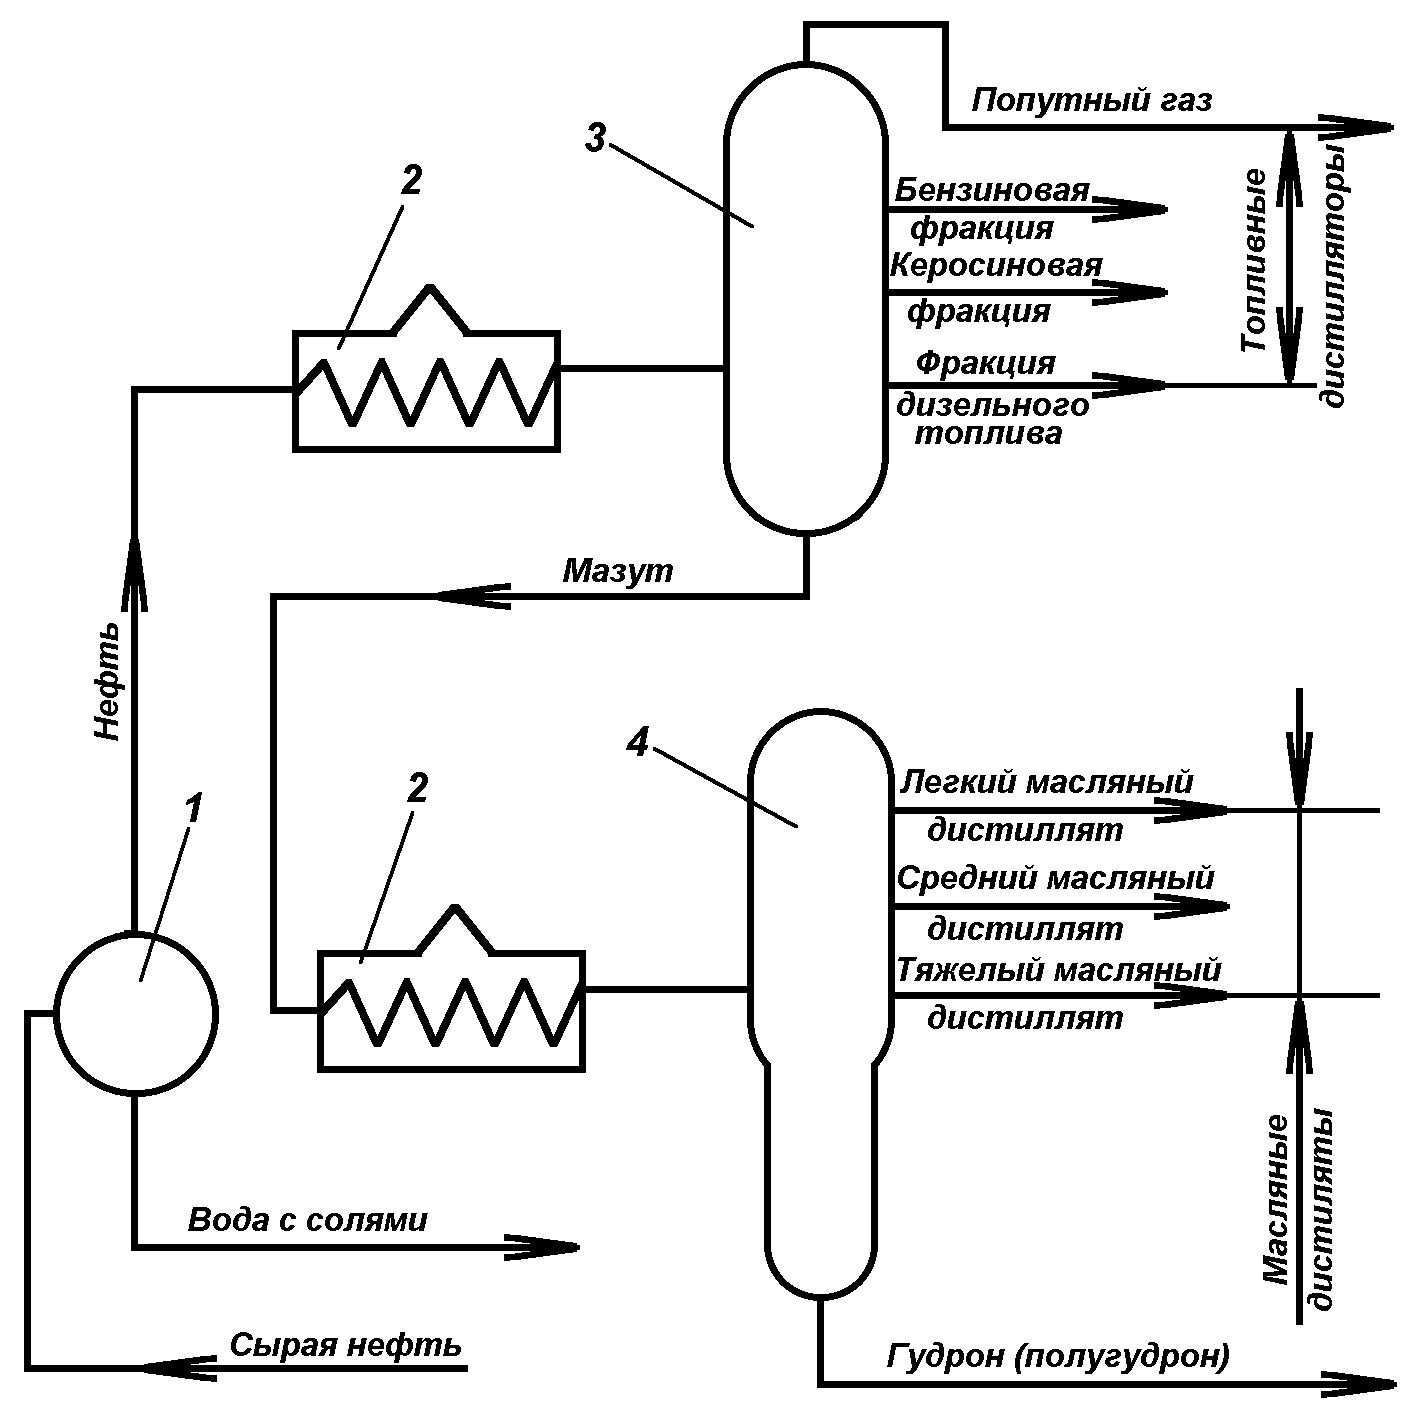 Попутный газ
3
2
Бензиновая
фракция
Керосиновая
фракция
Фракция
дизельного
топлива
Топливные
дистилляторы
Мазут
Нефть
4
2
1
Легкий масляный
дистиллят
Средний масляный
дистиллят
Тяжелый масляный
дистиллят
Масляные
дистилляты
Вода с солями
Сырая нефть
Гудрон (полугудрон)